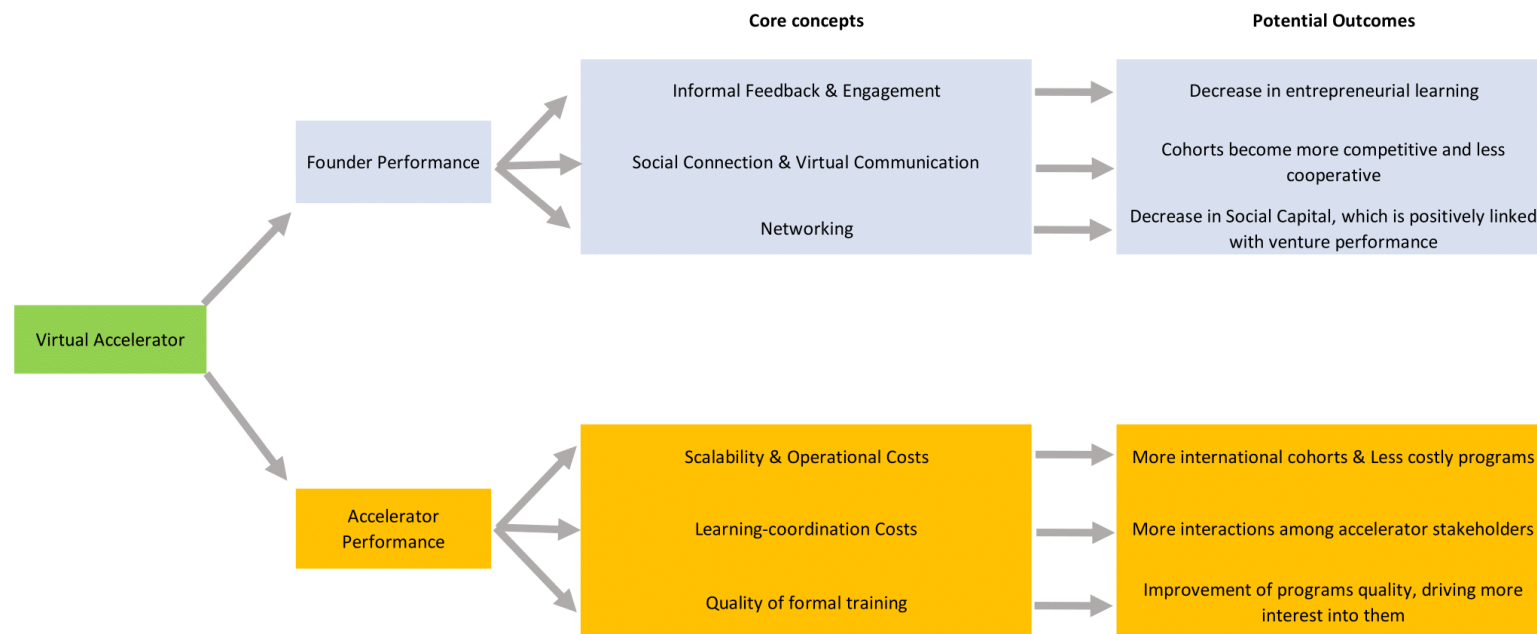 Core concepts
Potential Outcomes
Informal Feedback & Engagement
Decrease in entrepreneurial learning
Founder Performance
Social Connection & Virtual Communication
Cohorts become more competitive and less
cooperative
Networking
Decrease in Social Capital, which is positively linked
with venture performance
Virtual Accelerator
Scalability & Operational Costs
More international cohorts & Less costly programs
Accelerator
Performance
Learning-coordination Costs
More interactions among accelerator stakeholders
Quality of formal training
Improvement of programs quality, driving more
interest into them